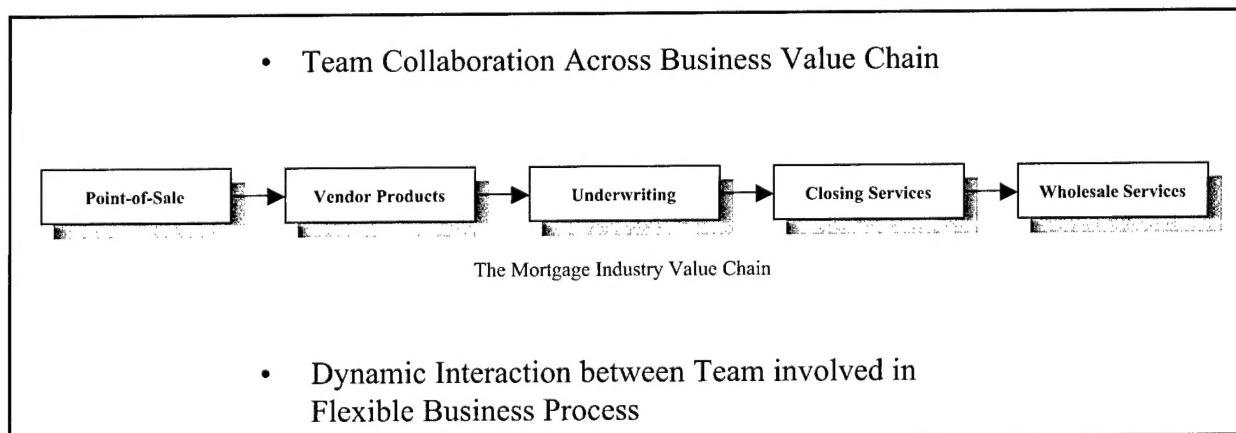 • Team Collaboration Across Business Value Chain
Point-of-Sale
Vendor Products
Underwriting
Closing Services
Wholesale Services
The Mortgage Industry Value Chain
• Dynamic Interaction between Team involved in
Flexible Business Process